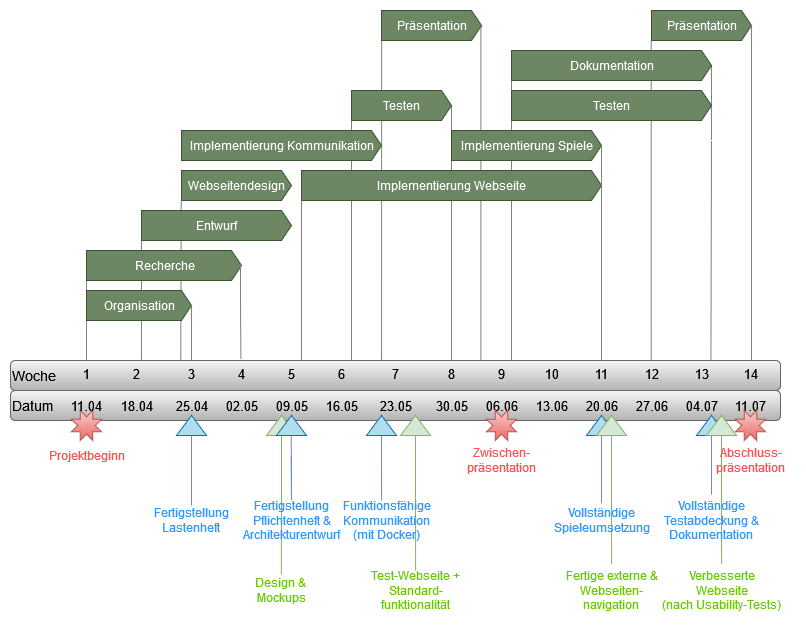 Präsentation
Präsentation
Dokumentation
Testen
Testen
Implementierung Kommunikation
Implementierung Spiele
Webseitendesign
Implementierung Webseite
Entwurf
Recherche
Organisation
Woche 1 2 3 4 5 6 7 8 9 10 11 12 13 14
Datum 11.04 18.04 25.04 02.05 09.05 16.05 23.05 30.05 06.06 13.06 20.06 27.06 04.07 11.07
Projektbeginn
Zwischen-
präsentation
Abschluss-
präsentation
Fertigstellung
Lastenheft
Fertigstellung
Pflichtenheft &
Architekturentwurf
Funktionsfähige
Kommunikation
(mit Docker)
Vollständige
Spieleumsetzung
Vollständige
Testabdeckung &
Dokumentation
Design &
Mockups
Test-Webseite +
Standard-
funktionalität
Fertige externe &
Webseiten-
navigation
Verbesserte
Webseite
(nach Usability-Tests)